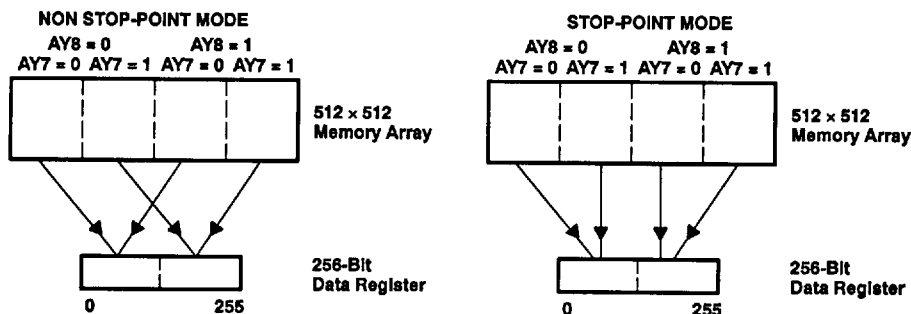 NON STOP-POINT MODE
AY8 = 0 AY8 = 1
AY7 = 0 AY7 = 1 AY7 = 0 AY7 = 1
512 × 512
Memory Array
256-Bit
Data Register
0 255
STOP-POINT MODE
AY8 = 0 AY8 = 1
AY7 = 0 AY7 = 1 AY7 = 0 AY7 = 1
512 × 512
Memory Array
256-Bit
Data Register
0 255